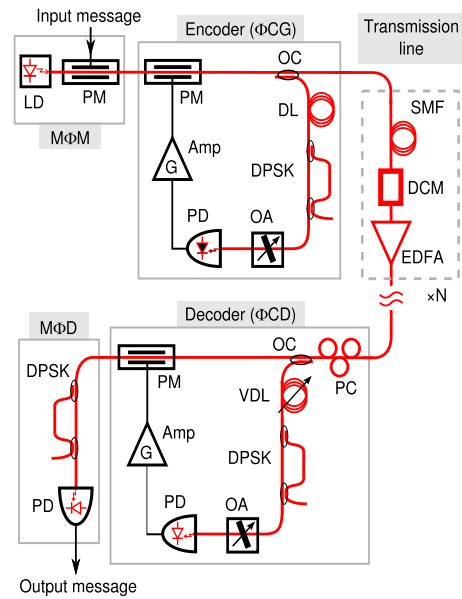 Input message
Encoder (ΦCG)
Transmission
line
LD
PM
MΦM
PM
OC
DL
Amp
G
DPSK
PD
OA
SMF
DCM
EDFA
×N
MΦD
Decoder (ΦCD)
DPSK
PM
OC
PC
VDL
Amp
G
DPSK
PD
PD
OA
Output message